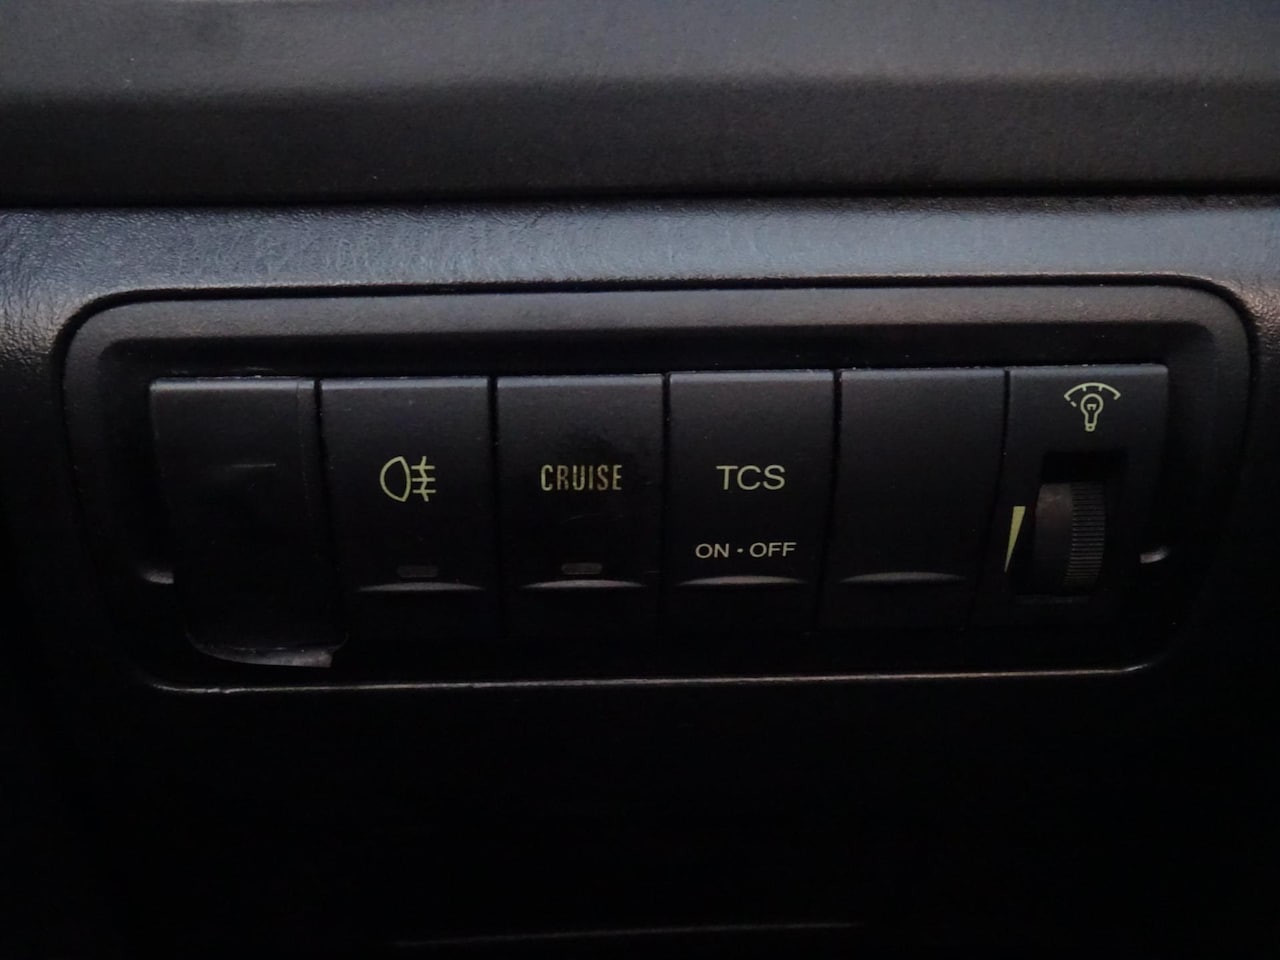 CRUISE
TCS
ON • OFF